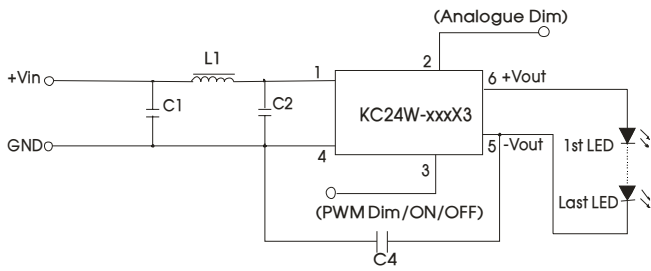 (Analogue Dim)
L1
+Vin
1
2
6 +Vout
C1
C2
KC24W-xxxX3
GND
4
5 -Vout
1st LED
3
Last LED
(PWM Dim/ON/OFF)
C4